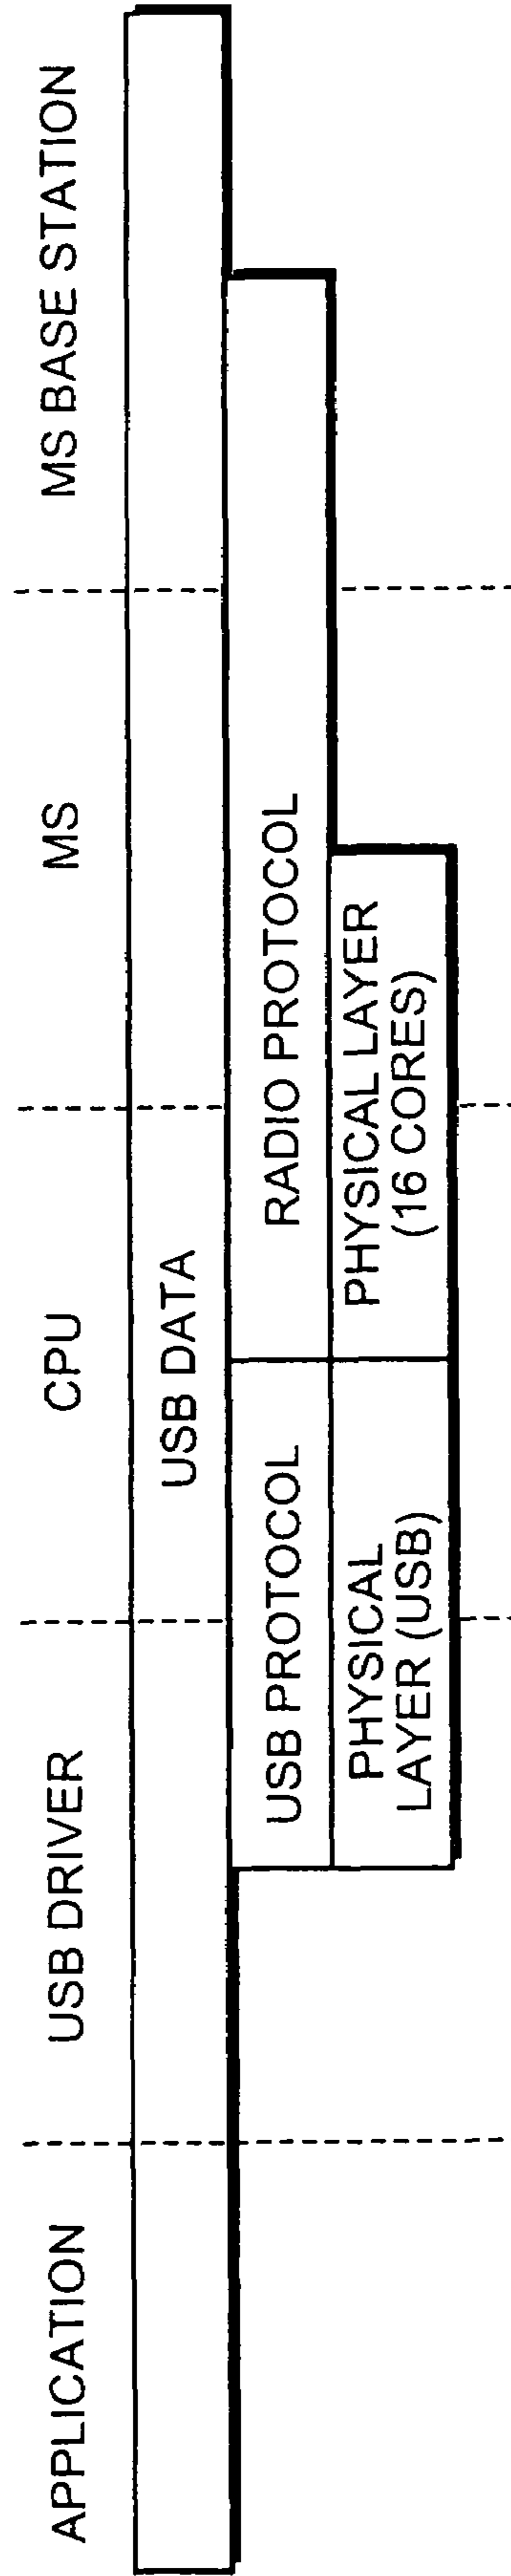 APPLICATION
USB DRIVER
CPU
MS
MS BASE STATION
USB DATA
USB PROTOCOL
RADIO PROTOCOL
PHYSICAL
LAYER (USB)
PHYSICAL LAYER
(16 CORES)